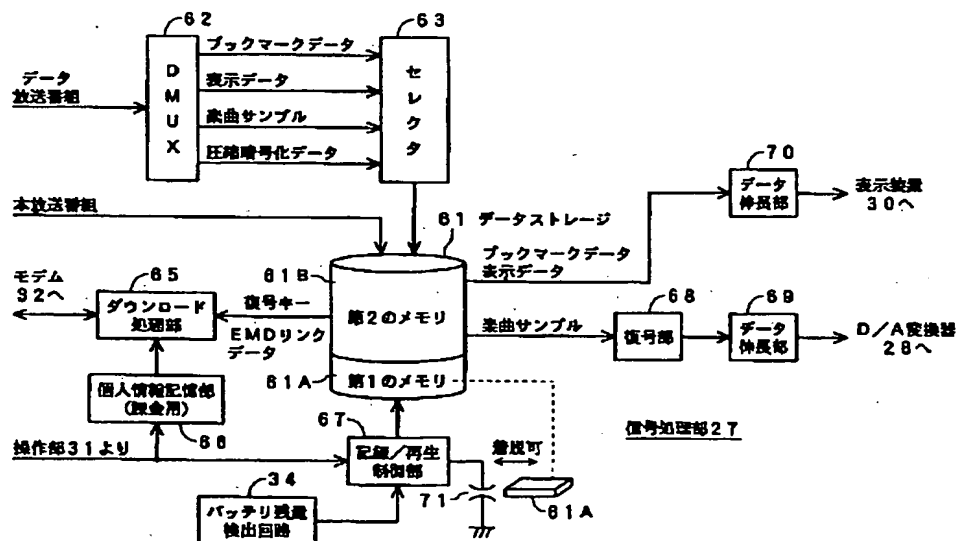 62
63
DMUX
セレクタ
データ
放送番組
ブックマークデータ
表示データ
楽曲サンプル
圧縮暗号化データ
本放送番組
61 データストレージ
61B
第2のメモリ
61A
第1のメモリ
ブックマークデータ
表示データ
70
データ
伸長部
表示装置
30へ
モデム
32へ
65
ダウンロード
処理部
復号キー
EMDリンク
データ
楽曲サンプル
68
復号部
69
データ
伸長部
D/A変換器
28へ
個人情報記憶部
(課金用)
66
操作部31より
67
記録/再生
制御部
71
着脱可
61A
信号処理部27
34
バッテリ残量
検出回路